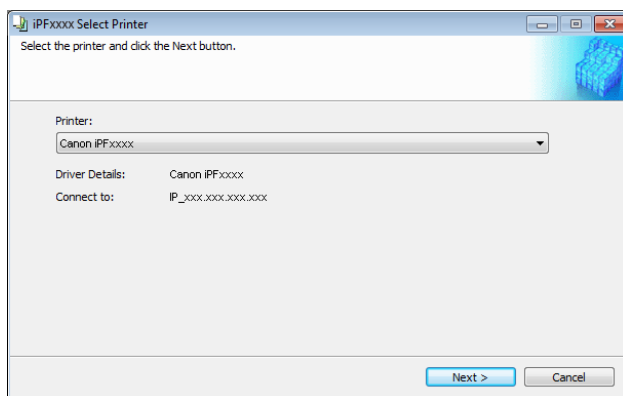 iPFxxxx Select Printer
Select the printer and click the Next button.
Printer:
Canon iPFxxxx
Driver Details: Canon iPFxxxx
Connect to: IP_xxx.xxx.xxx.xxx
Next > Cancel